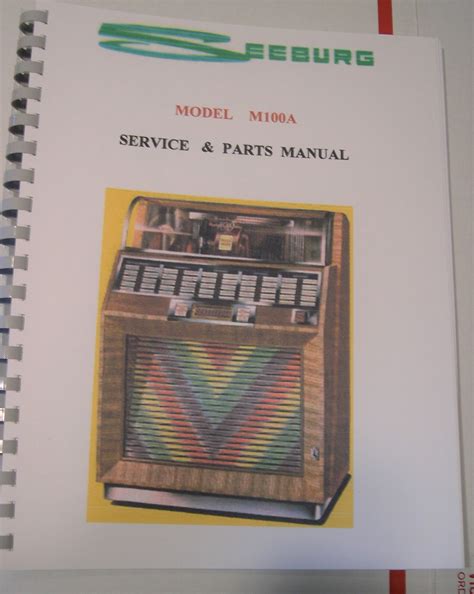 SEEBURG
MODEL M100A
SERVICE & PARTS MANUAL